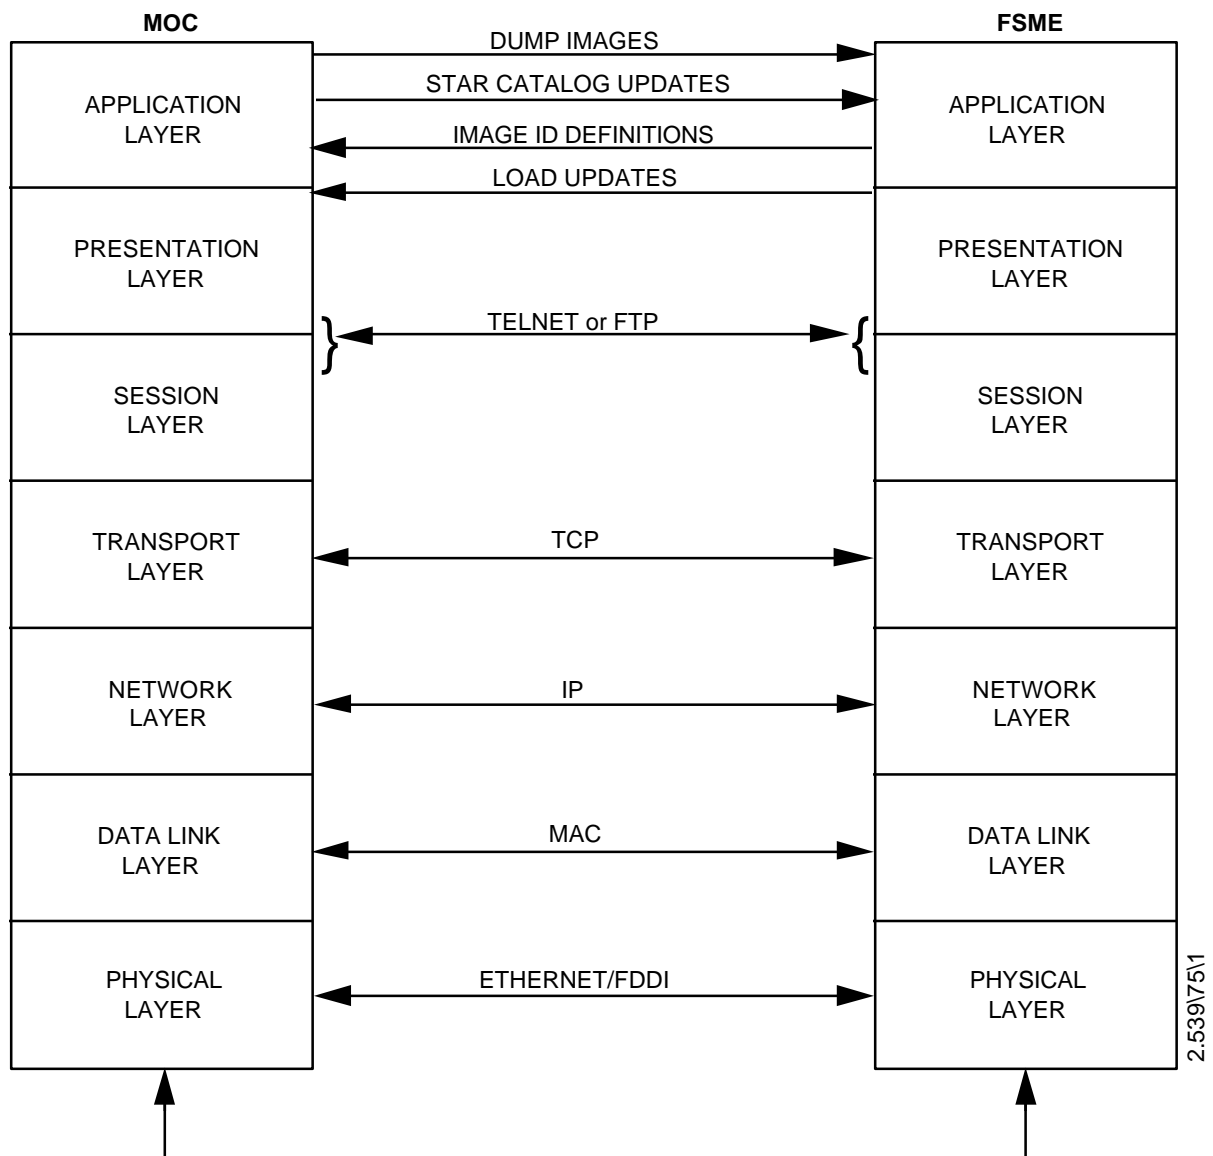 MOC
FSME
DUMP IMAGES
STAR CATALOG UPDATES
IMAGE ID DEFINITIONS
LOAD UPDATES
APPLICATION
LAYER
APPLICATION
LAYER
PRESENTATION
LAYER
PRESENTATION
LAYER
} TELNET or FTP {
SESSION
LAYER
SESSION
LAYER
TRANSPORT
LAYER
TCP
TRANSPORT
LAYER
NETWORK
LAYER
IP
NETWORK
LAYER
DATA LINK
LAYER
MAC
DATA LINK
LAYER
PHYSICAL
LAYER
ETHERNET/FDDI
PHYSICAL
LAYER
2.539\75\1